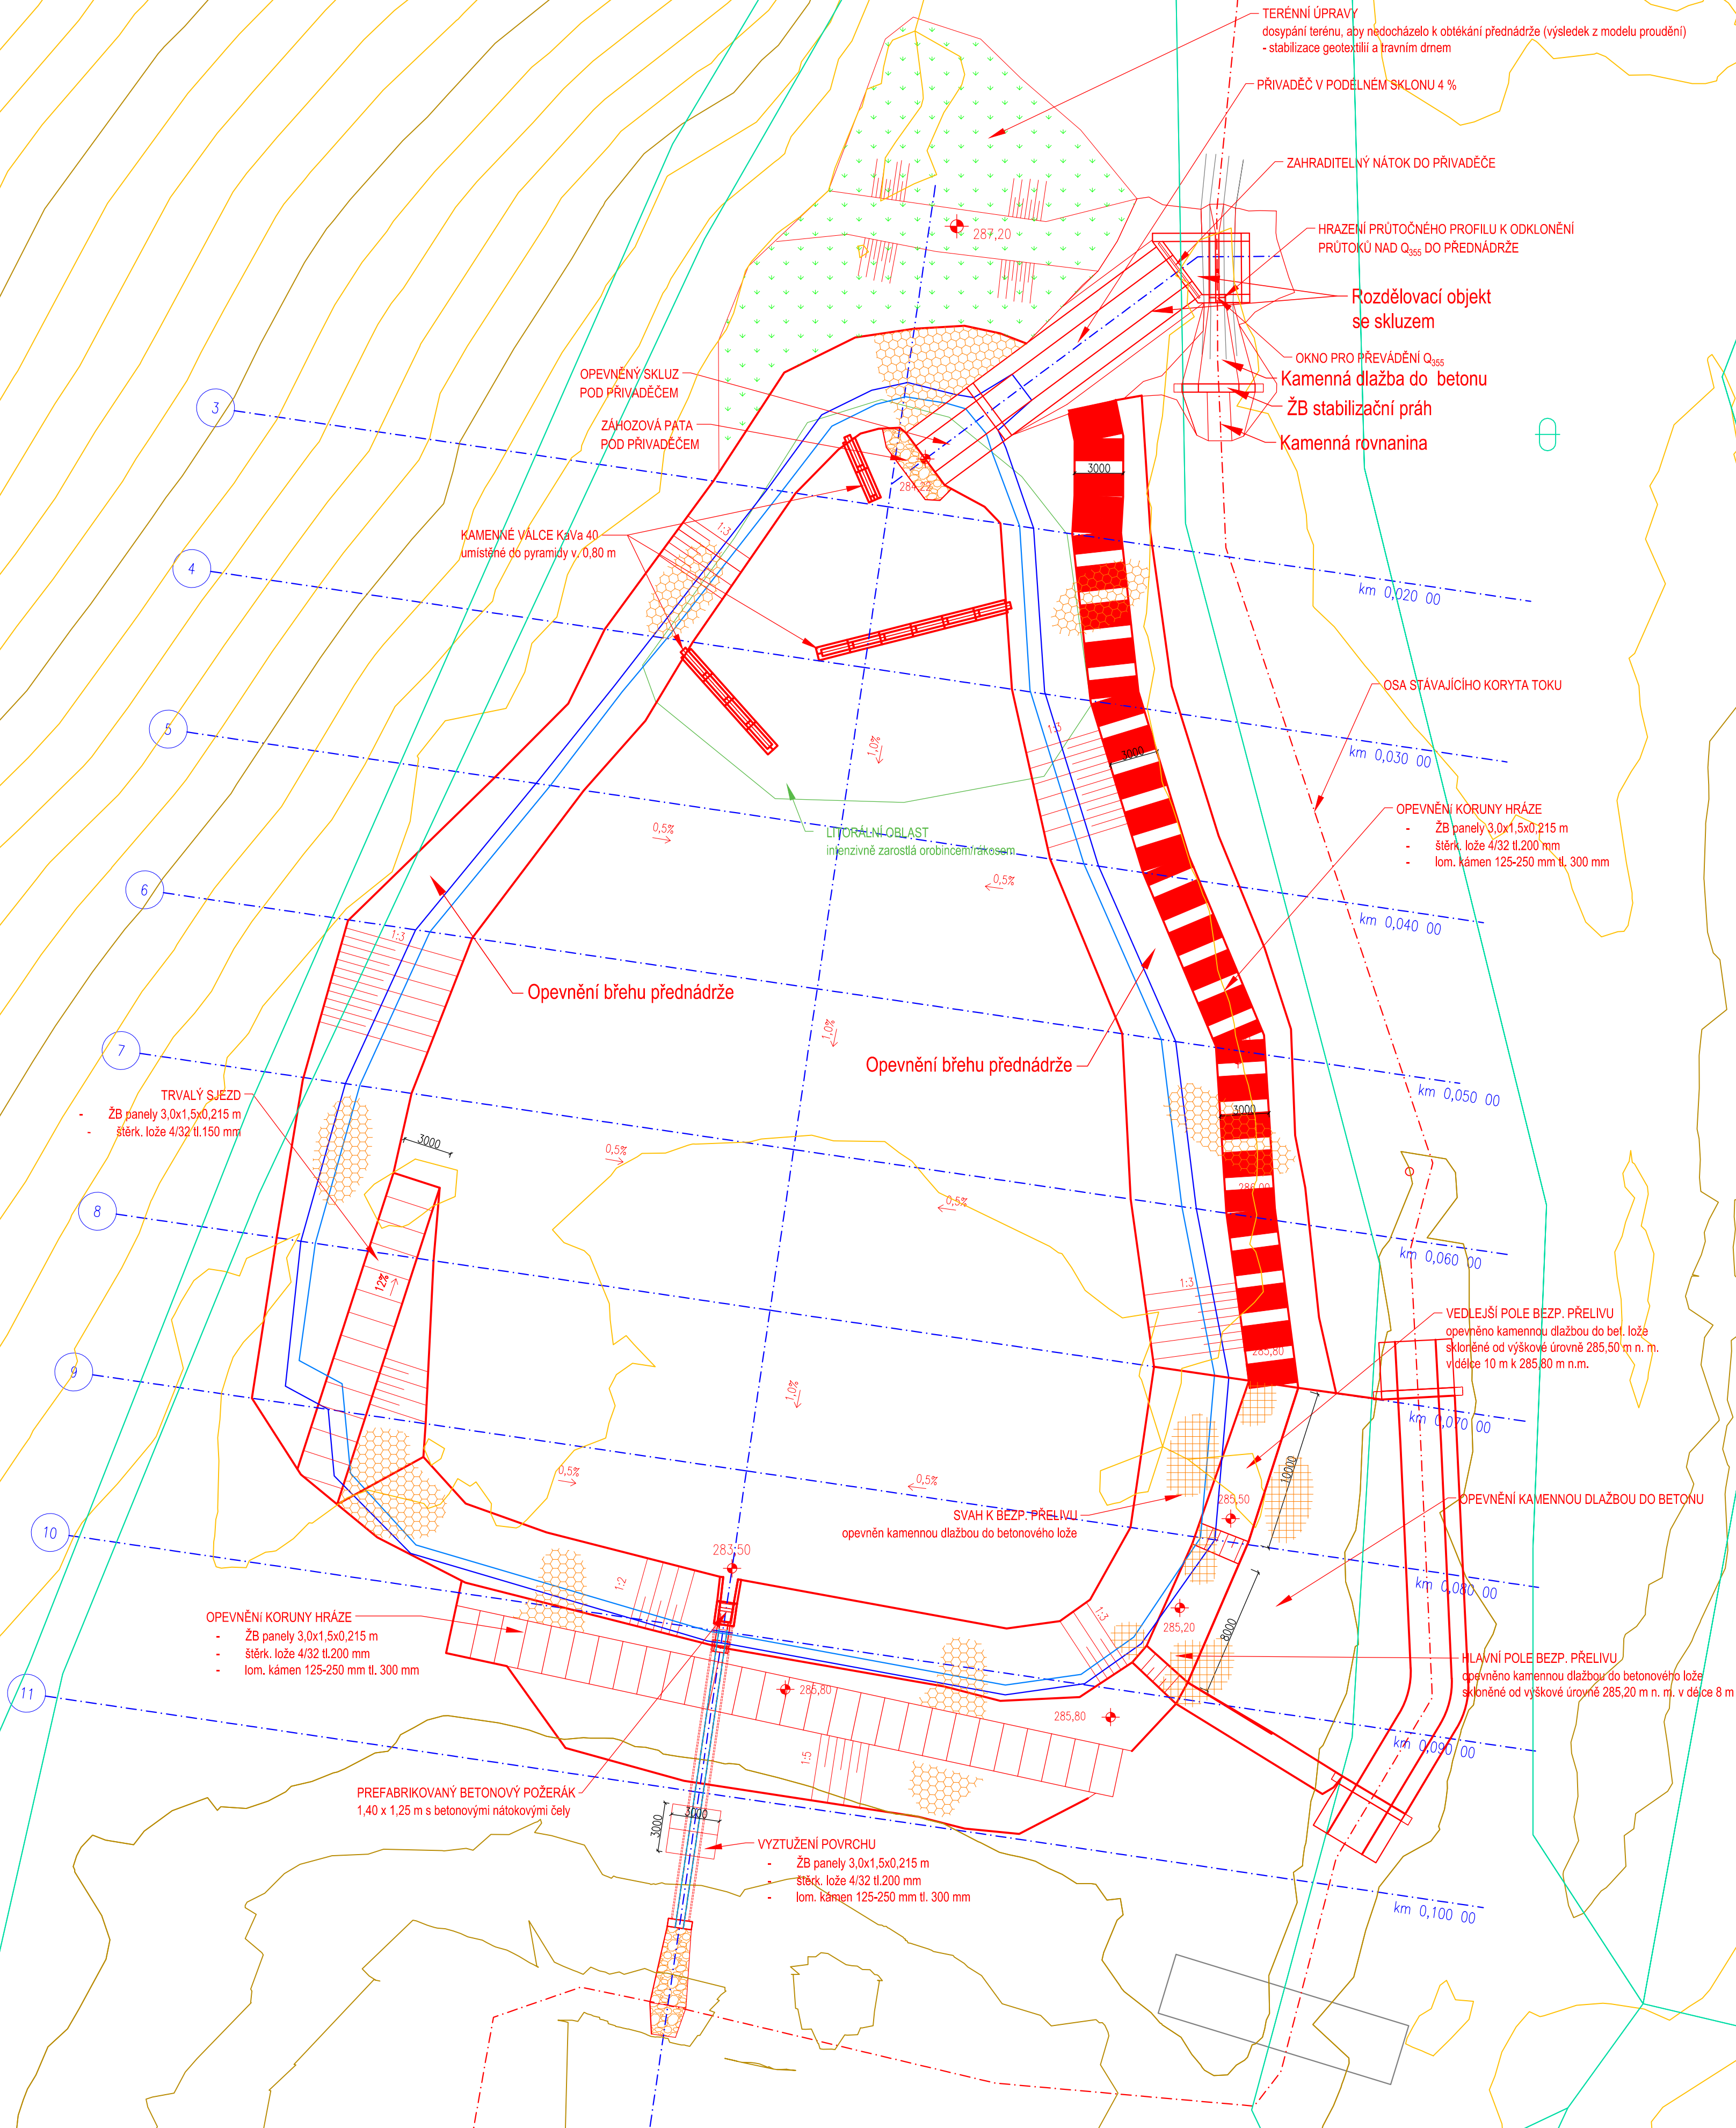 TERÉNNÍ ÚPRAVY
dosypání terénu, aby nedocházelo k obtékání přednádrže (výsledek z modelu proudění)
- stabilizace geotextilií a travním drnem
PŘIVADĚČ V PODÉLNÉM SKLONU 4 %
ZAHRADITELNÝ NÁTOK DO PŘIVADĚČE
HRAZENÍ PRŮTOČNÉHO PROFILU K ODKLONĚNÍ
PRŮTOKŮ NAD Q355 DO PŘEDNÁDRŽE
287,20
Rozdělovací objekt
se skluzem
OKNO PRO PŘEVÁDĚNÍ Q355
Kamenná dlažba do betonu
ŽB stabilizační práh
Kamenná rovnanina
OPEVNĚNÝ SKLUZ
POD PŘIVADĚČEM
ZÁHOZOVÁ PATA
POD PŘIVADĚČEM
3
3000
284,22
1:3
KAMENNÉ VÁLCE KaVa 40
umístěné do pyramidy v. 0,80 m
4
km 0,020 00
OSA STÁVAJÍCÍHO KORYTA TOKU
5
1,0%
1:3
3000
km 0,030 00
0,5%
LITORÁLNÍ OBLAST
intenzivně zarostlá orobincem/rákosem
OPEVNĚNí KORUNY HRÁZE
- ŽB panely 3,0x1,5x0,215 m
- štěrk. lože 4/32 tl.200 mm
- lom. kámen 125-250 mm tl. 300 mm
0,5%
6
km 0,040 00
1:3
Opevnění břehu přednádrže
1,0%
7
Opevnění břehu přednádrže
km 0,050 00
TRVALÝ SJEZD
- ŽB panely 3,0x1,5x0,215 m
- štěrk. lože 4/32 tl.150 mm
3000
3000
0,5%
286,00
0,5%
8
km 0,060 00
12%
1:3
VEDLEJŠÍ POLE BEZP. PŘELIVU
opevněno kamennou dlažbou do bet. lože
skloněné od výškové úrovně 285,50 m n. m.
v délce 10 m k 285,80 m n.m.
285,80
9
1,0%
km 0,070 00
0,5%
0,5%
10000
285,50
OPEVNĚNÍ KAMENNOU DLAŽBOU DO BETONU
SVAH K BEZP. PŘELIVU
opevněn kamennou dlažbou do betonového lože
10
283,50
1:2
km 0,080 00
OPEVNĚNí KORUNY HRÁZE
- ŽB panely 3,0x1,5x0,215 m
- štěrk. lože 4/32 tl.200 mm
- lom. kámen 125-250 mm tl. 300 mm
1:3
285,20
8000
HLAVNÍ POLE BEZP. PŘELIVU
opevněno kamennou dlažbou do betonového lože
skloněné od výškové úrovně 285,20 m n. m. v délce 8 m
11
285,80
285,80
1:5
km 0,090 00
PREFABRIKOVANÝ BETONOVÝ POŽERÁK
1,40 x 1,25 m s betonovými nátokovými čely
3000
3000
VYZTUŽENÍ POVRCHU
- ŽB panely 3,0x1,5x0,215 m
- štěrk. lože 4/32 tl.200 mm
- lom. kámen 125-250 mm tl. 300 mm
km 0,100 00